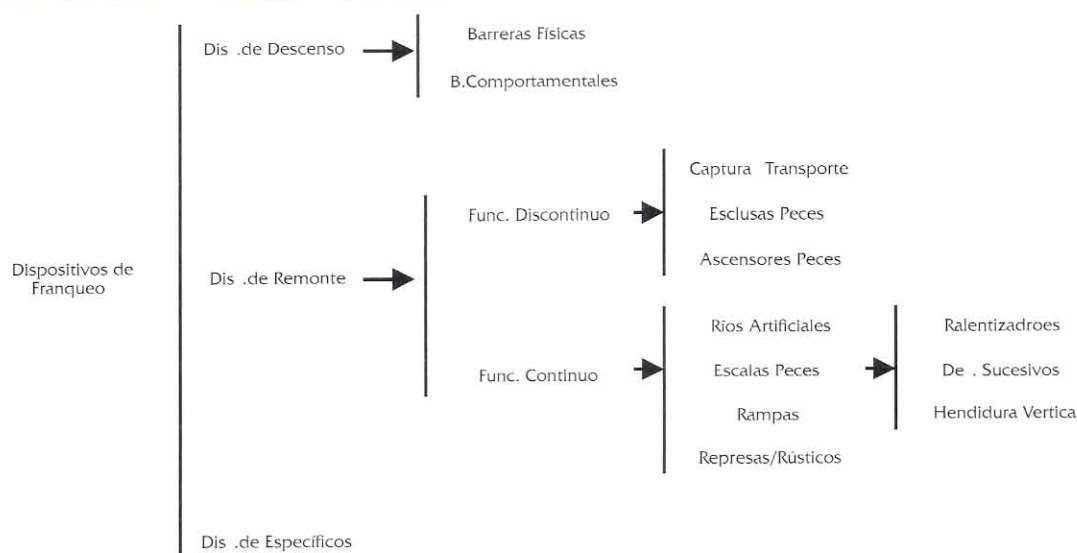 Dispositivos de
Franqueo
Dis .de Descenso
Barreras Físicas
B.Comportamentales
Dis .de Remonte
Func. Discontinuo
Captura Transporte
Esclusas Peces
Ascensores Peces
Func. Continuo
Ríos Artificiales
Escalas Peces
Rampas
Represas/Rústicos
Ralentizadroes
De . Sucesivos
Hendidura Vertica
Dis .de Específicos